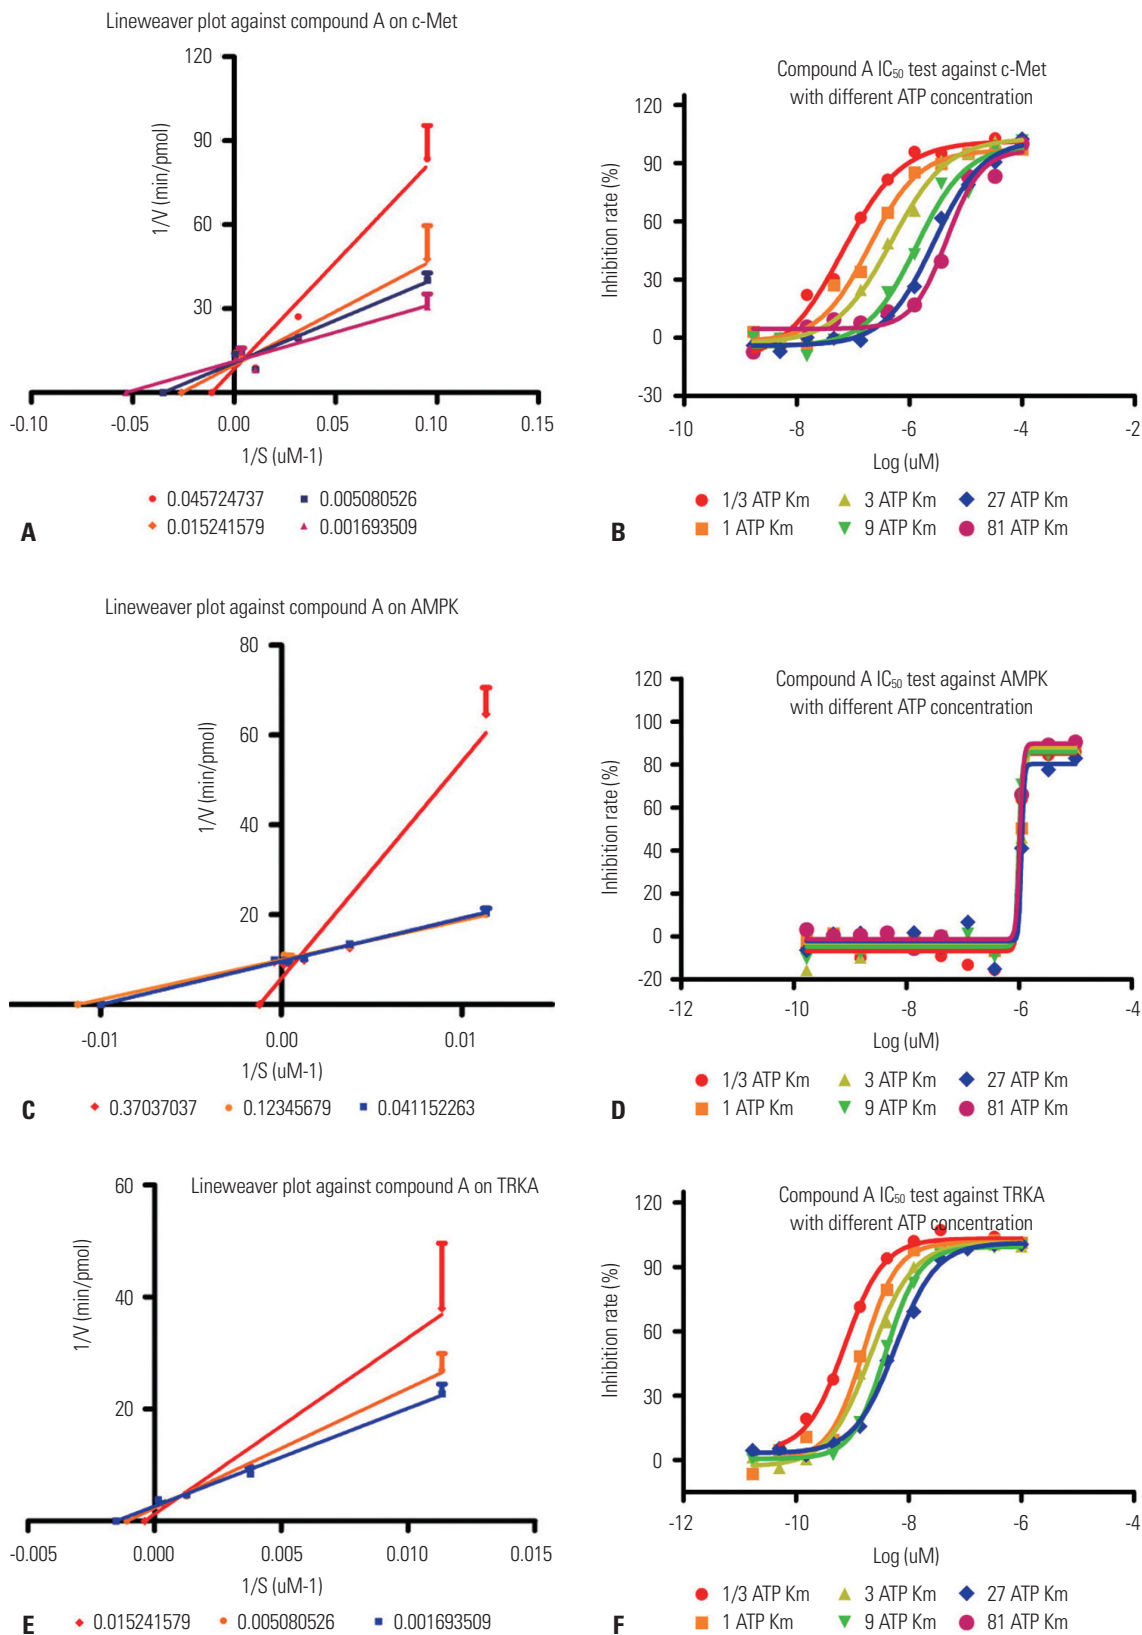 Lineweaver plot against compound A on c-Met
120
90
60
30
1/V (min/pmol)
-0.10 -0.05 0.00 0.05 0.10 0.15
1/S (uM-1)
0.045724737 0.005080526
0.015241579 0.001693509
A
Compound A IC50 test against c-Met
with different ATP concentration
120
90
60
30
0
-30
Inhibition rate (%)
-10 -8 -6 -4 -2
Log (uM)
1/3 ATP Km 3 ATP Km 27 ATP Km
1 ATP Km 9 ATP Km 81 ATP Km
B
Lineweaver plot against compound A on AMPK
80
60
40
20
1/V (min/pmol)
-0.01 0.00 0.01
1/S (uM-1)
C 0.37037037 0.12345679 0.041152263
Compound A IC50 test against AMPK
with different ATP concentration
120
100
80
60
40
20
0
-20
Inhibition rate (%)
-12 -10 -8 -6 -4
Log (uM)
1/3 ATP Km 3 ATP Km 27 ATP Km
D 1 ATP Km 9 ATP Km 81 ATP Km
Lineweaver plot against compound A on TRKA
60
40
20
1/V (min/pmol)
-0.005 0.000 0.005 0.010 0.015
1/S (uM-1)
E 0.015241579 0.005080526 0.001693509
Compound A IC50 test against TRKA
with different ATP concentration
120
90
60
30
0
Inhibition rate (%)
-12 -10 -8 -6 -4
Log (uM)
1/3 ATP Km 3 ATP Km 27 ATP Km
F 1 ATP Km 9 ATP Km 81 ATP Km